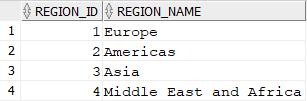 REGION_ID REGION_NAME
1 1 Europe
2 2 Americas
3 3 Asia
4 4 Middle East and Africa